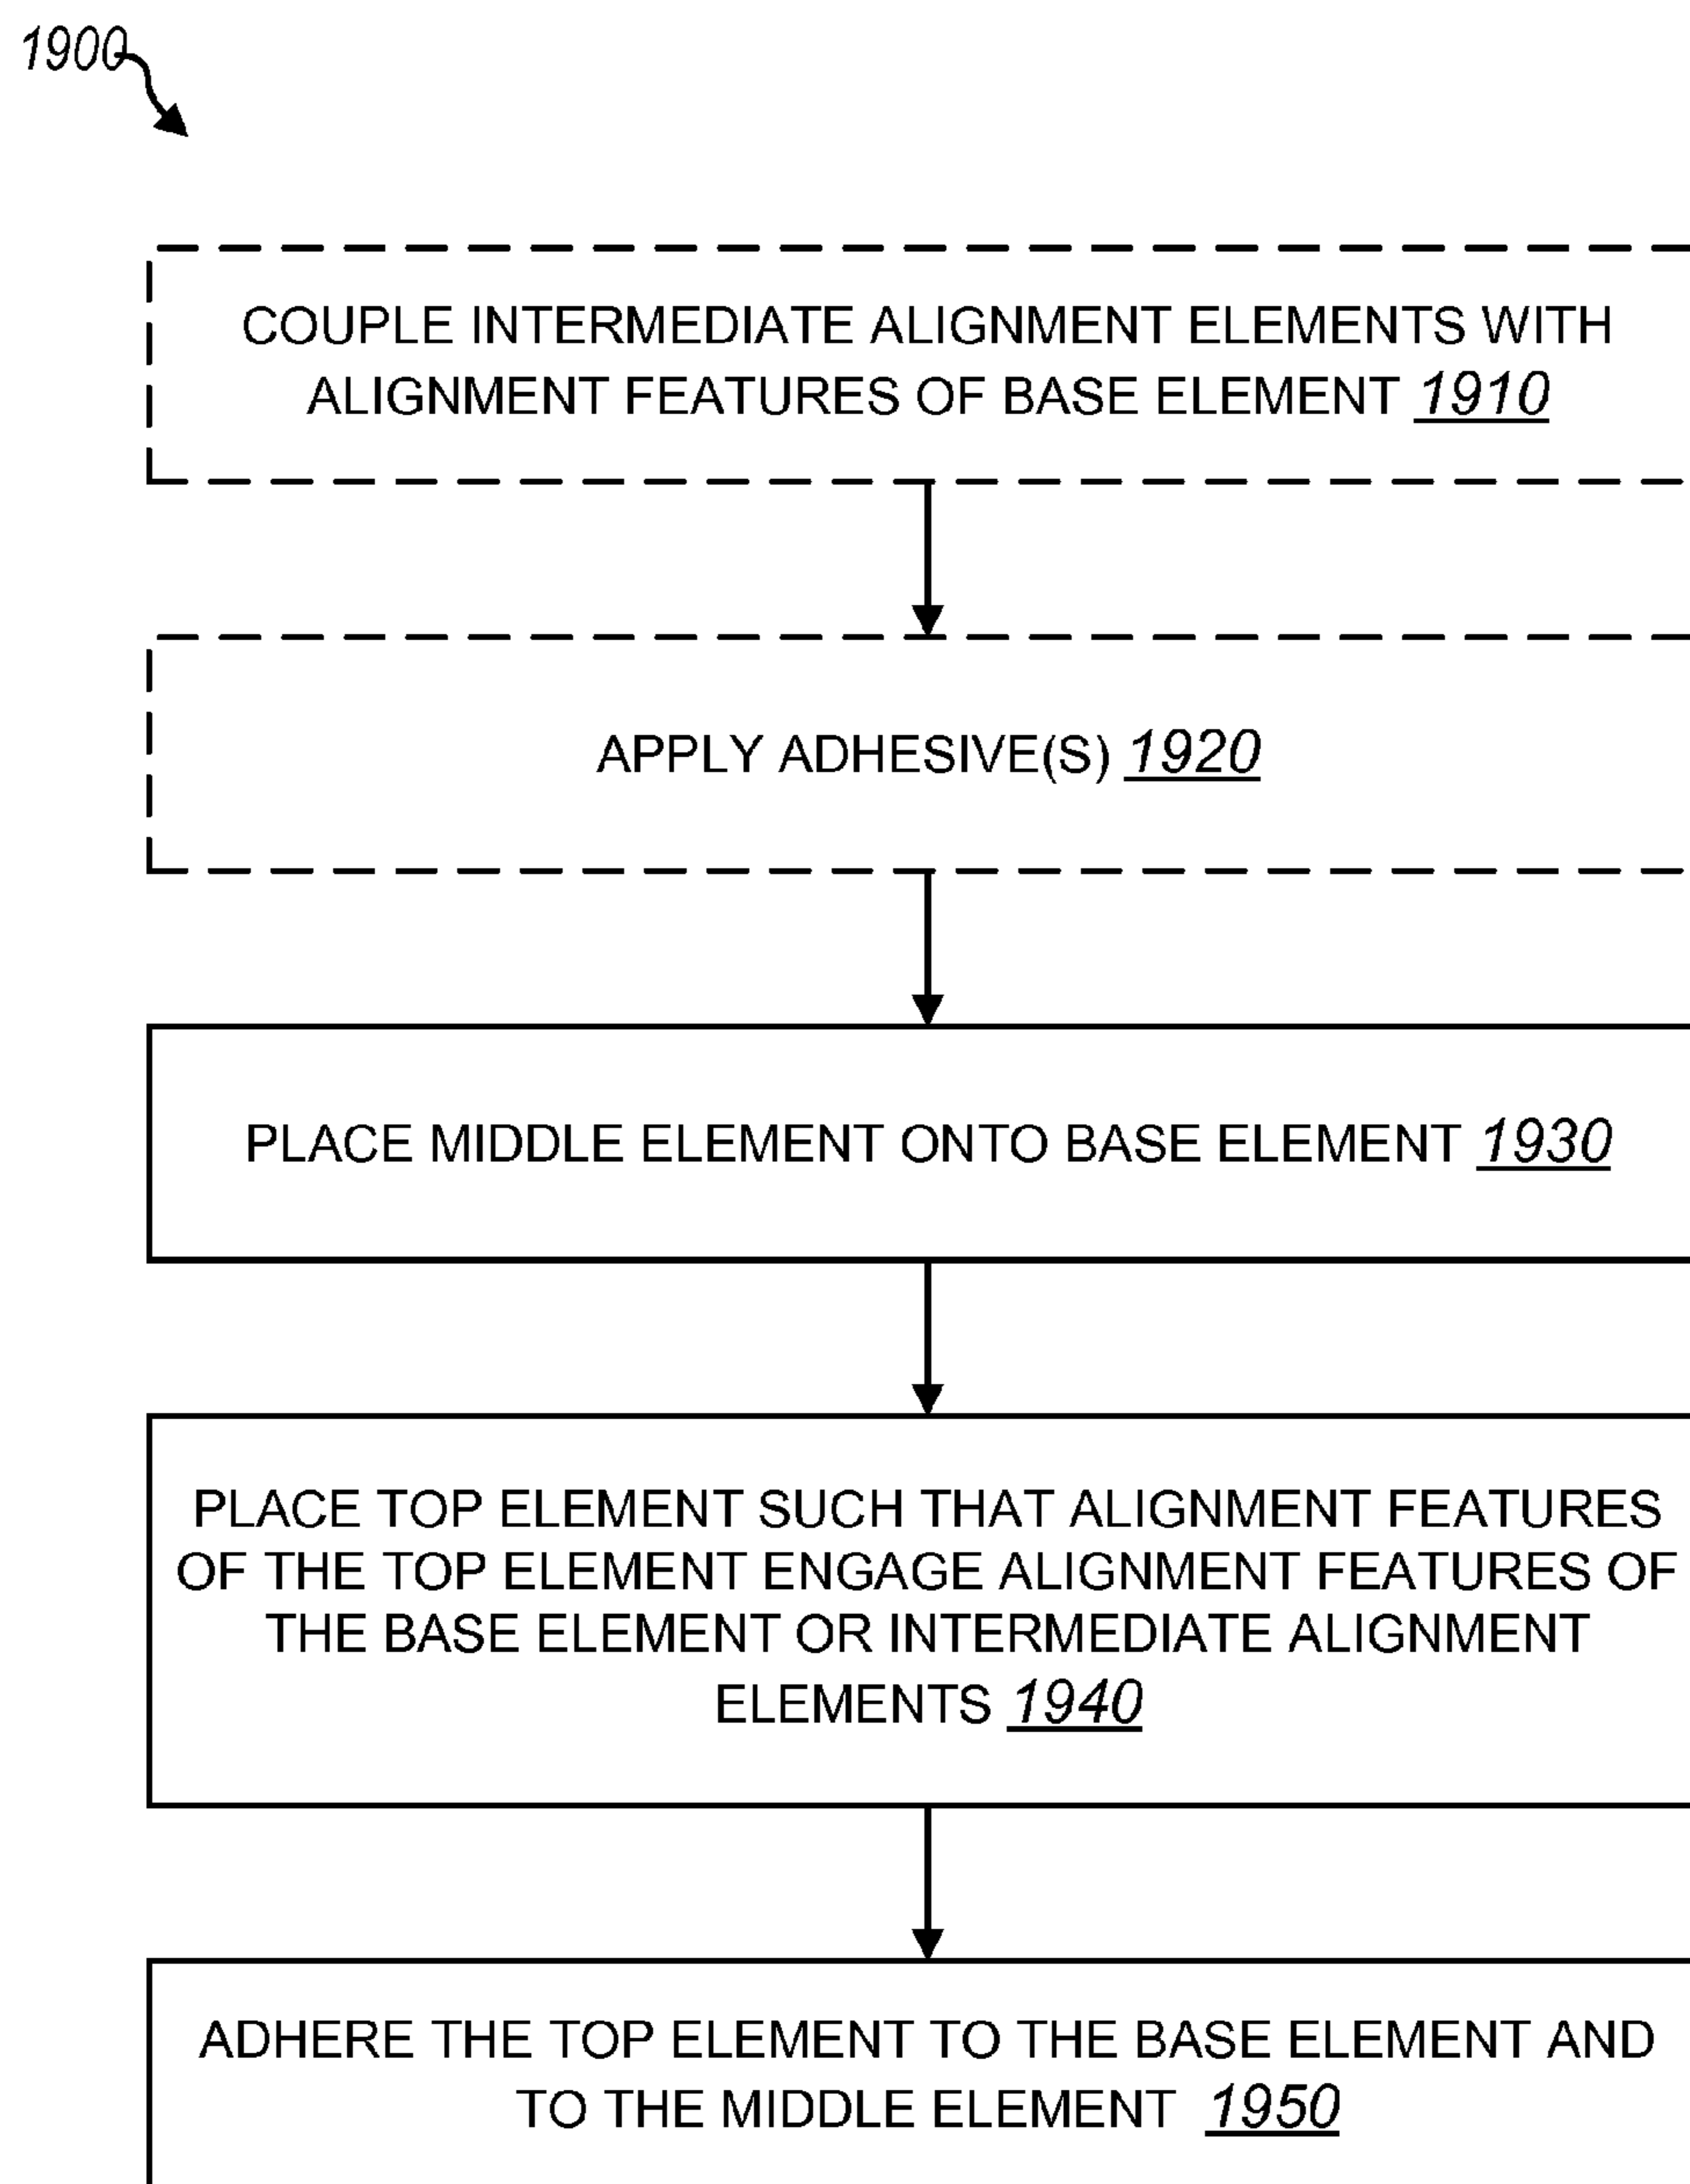 1900
COUPLE INTERMEDIATE ALIGNMENT ELEMENTS WITH
ALIGNMENT FEATURES OF BASE ELEMENT 1910
APPLY ADHESIVE(S) 1920
PLACE MIDDLE ELEMENT ONTO BASE ELEMENT 1930
PLACE TOP ELEMENT SUCH THAT ALIGNMENT FEATURES
OF THE TOP ELEMENT ENGAGE ALIGNMENT FEATURES OF
THE BASE ELEMENT OR INTERMEDIATE ALIGNMENT
ELEMENTS 1940
ADHERE THE TOP ELEMENT TO THE BASE ELEMENT AND
TO THE MIDDLE ELEMENT 1950